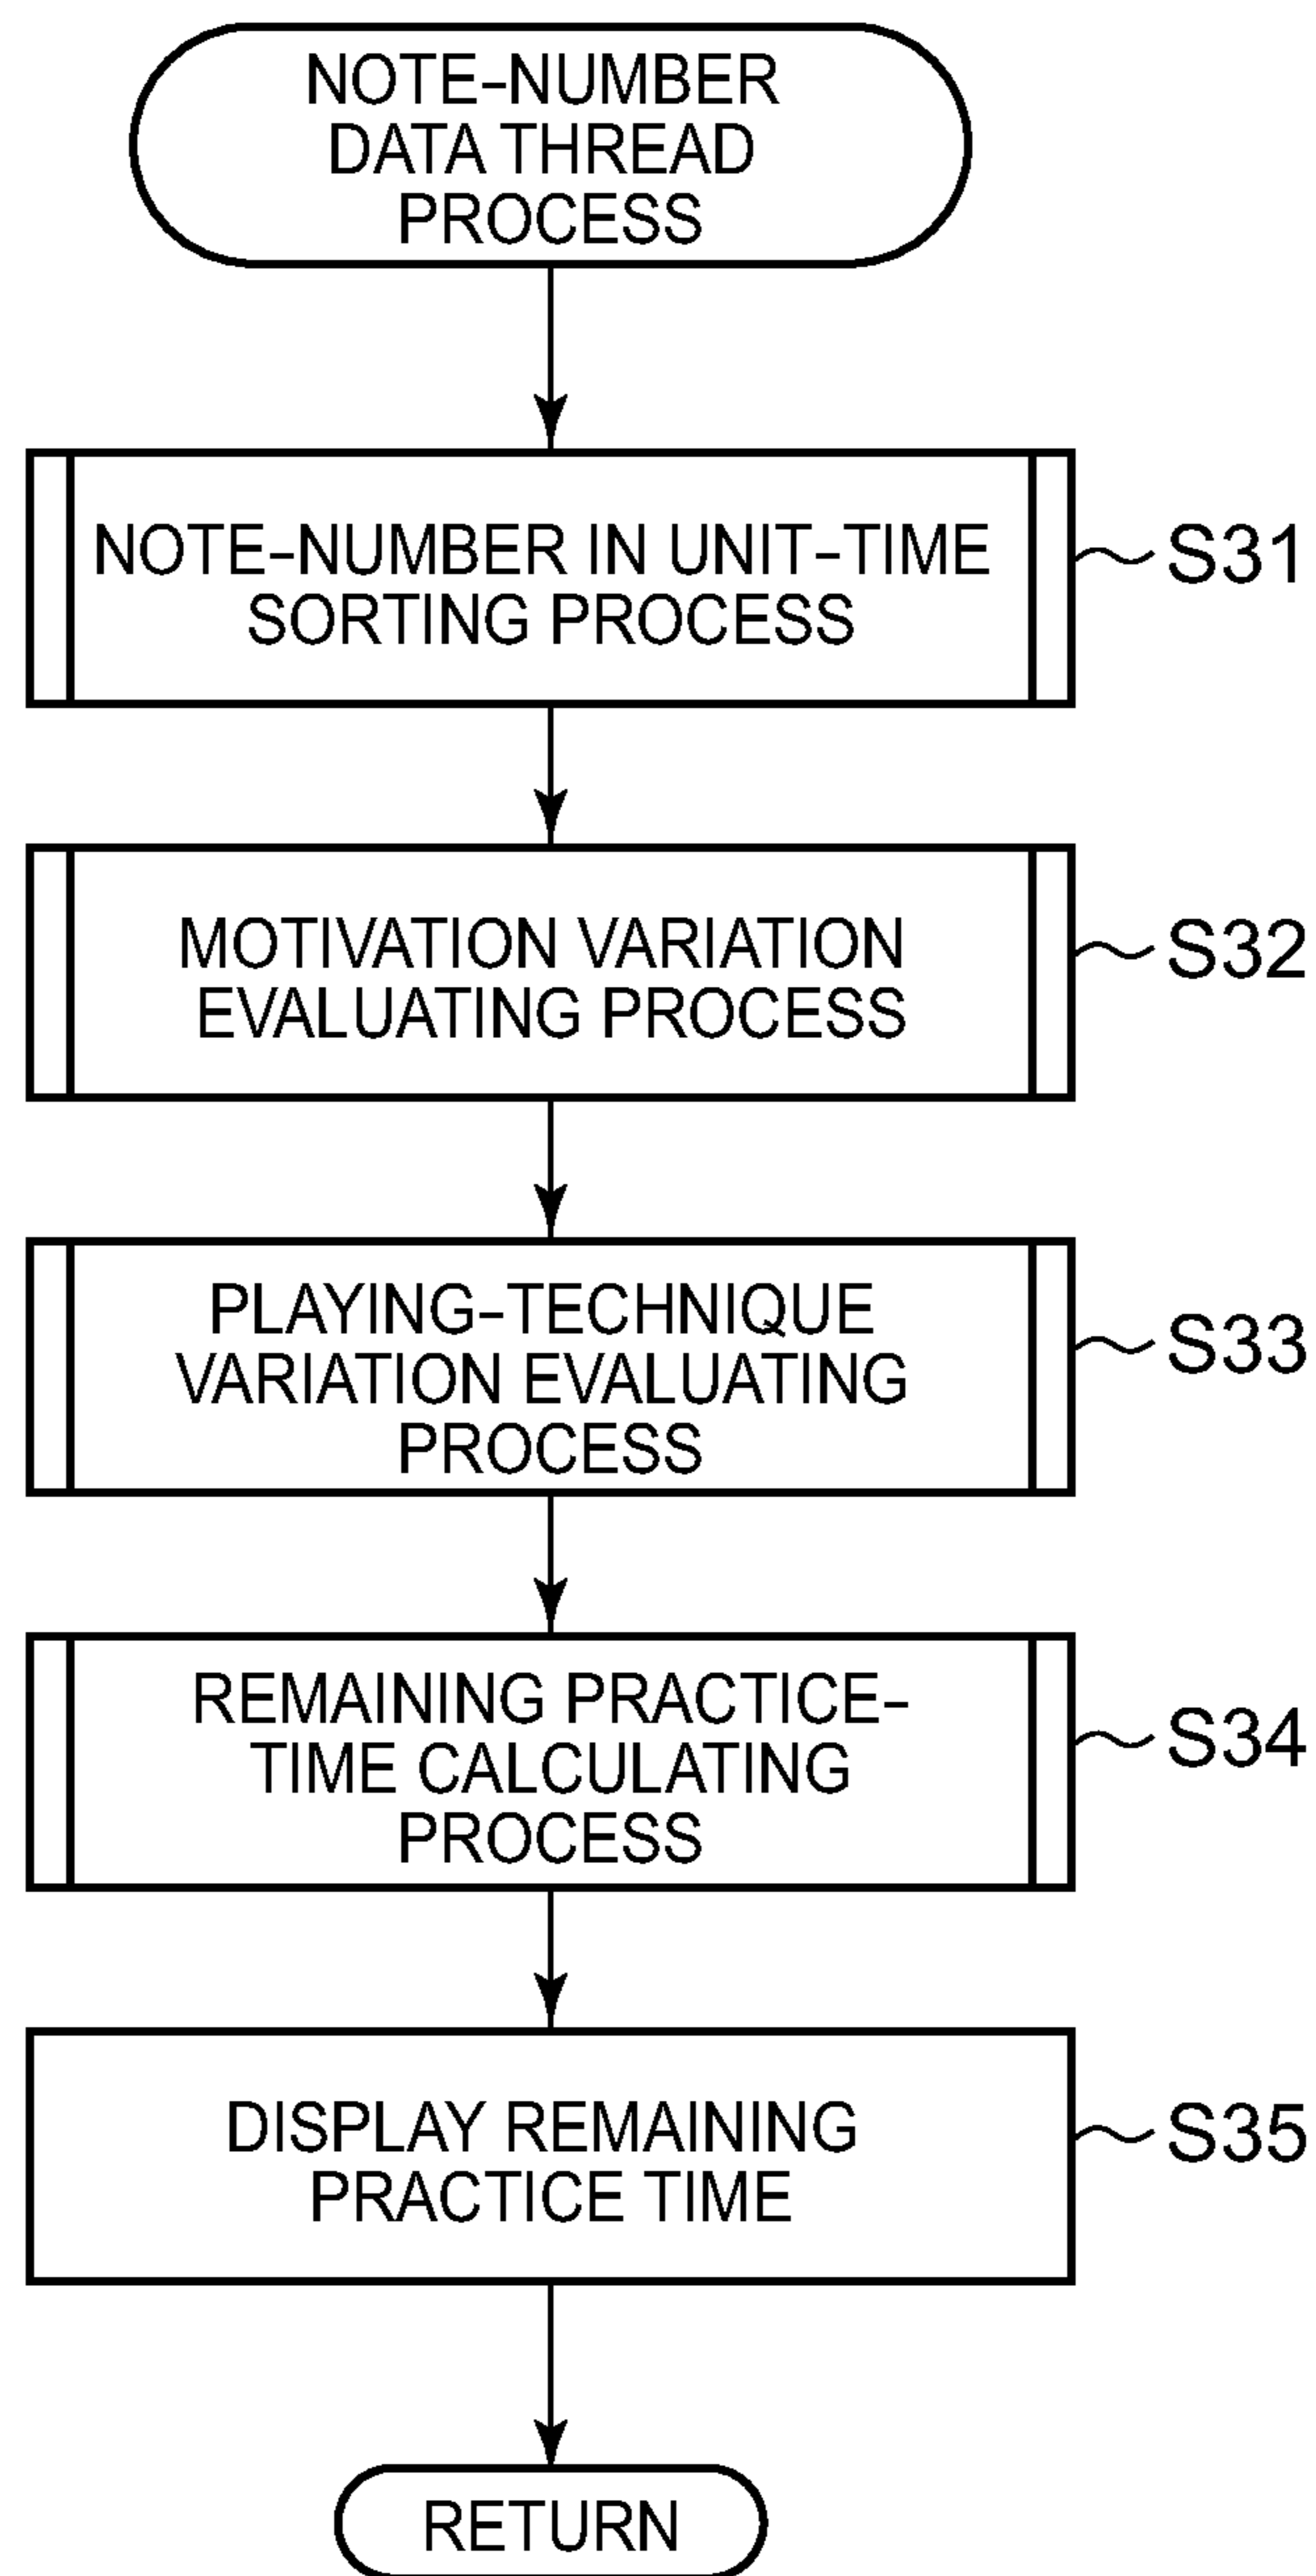 NOTE-NUMBER
DATA THREAD
PROCESS
NOTE-NUMBER IN UNIT-TIME
SORTING PROCESS
S31
MOTIVATION VARIATION
EVALUATING PROCESS
S32
PLAYING-TECHNIQUE
VARIATION EVALUATING
PROCESS
S33
REMAINING PRACTICE-
TIME CALCULATING
PROCESS
S34
DISPLAY REMAINING
PRACTICE TIME
S35
RETURN